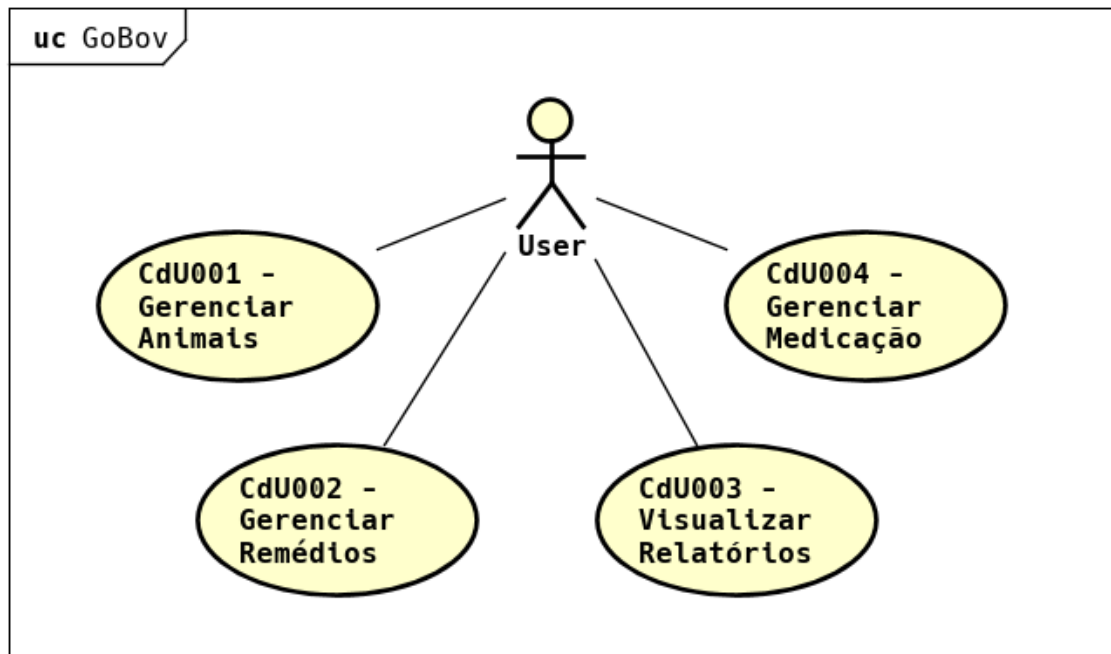 uc GoBov
User
CdU001 -
Gerenciar
Animais
CdU004 -
Gerenciar
Medicação
CdU002 -
Gerenciar
Remédios
CdU003 -
Visualizar
Relatórios